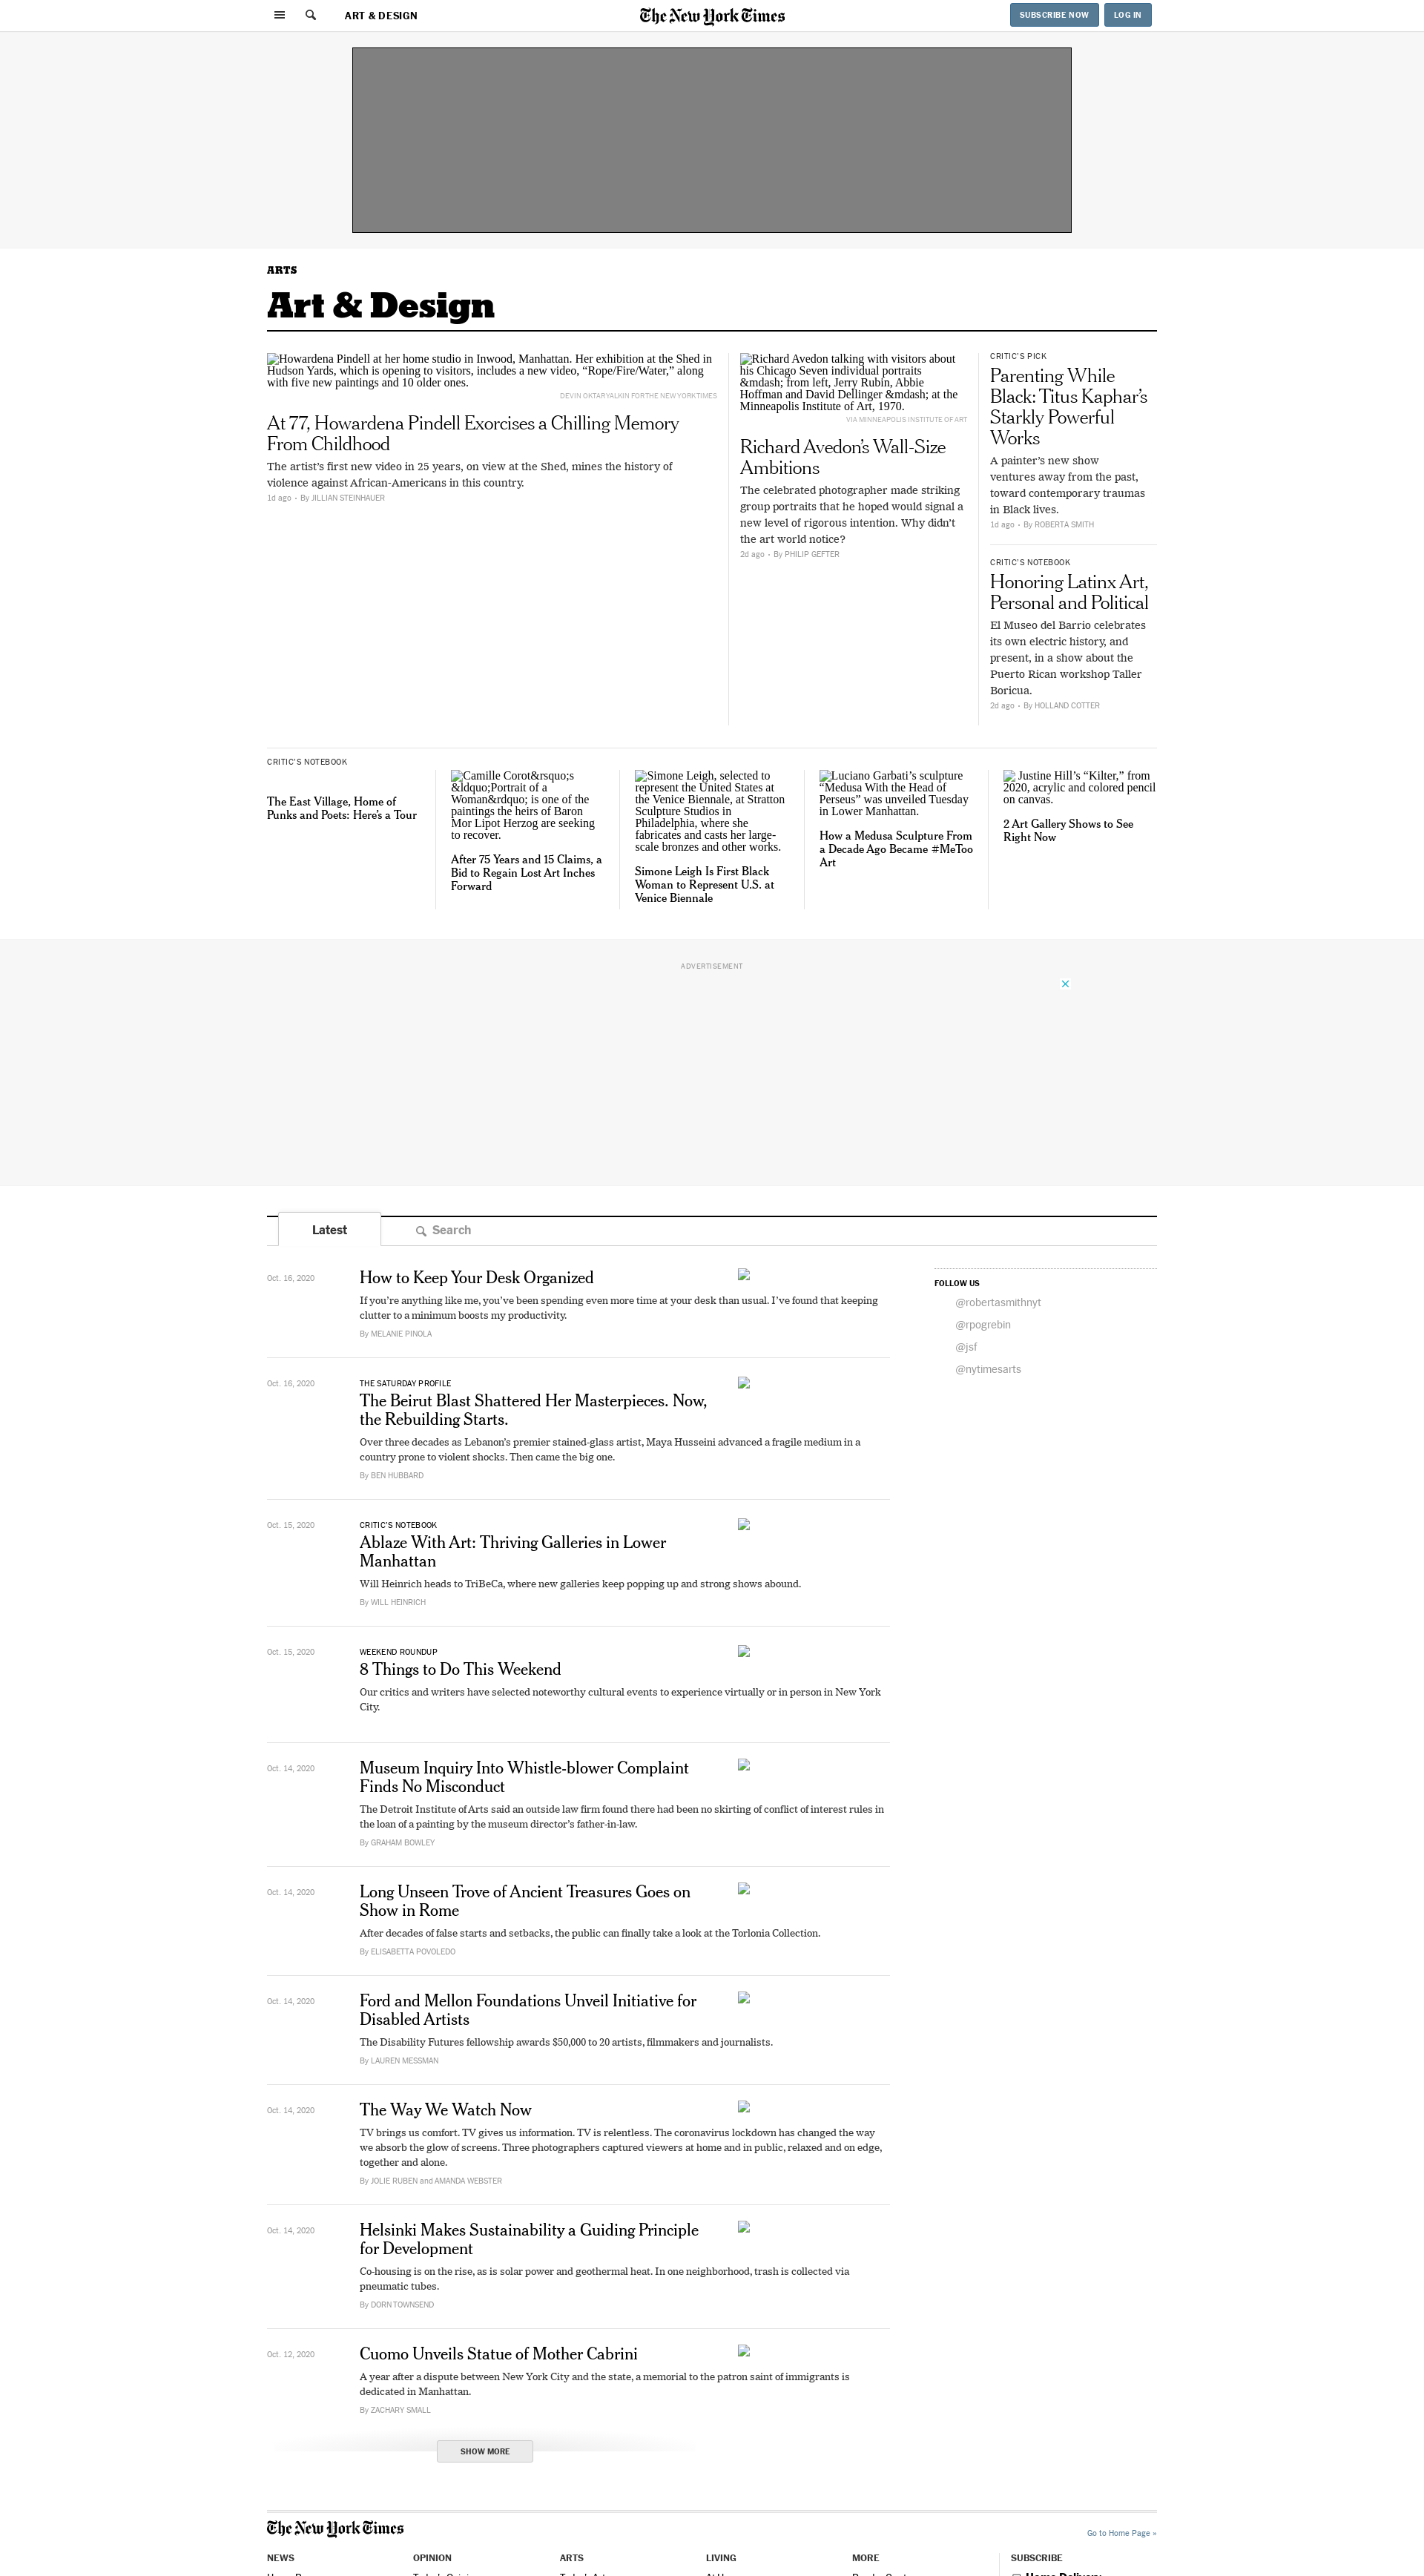 ART & DESIGN
The New York Times
SUBSCRIBE NOW
LOG IN
ARTS
Art & Design
Howardena Pindell at her home studio in Inwood, Manhattan. Her exhibition at the Shed in
Hudson Yards, which is opening to visitors, includes a new video, “Rope/Fire/Water,” along
with five new paintings and 10 older ones.
DEVIN OKTAR YALKIN FOR THE NEW YORK TIMES
At 77, Howardena Pindell Exorcises a Chilling Memory
From Childhood
The artist’s first new video in 25 years, on view at the Shed, mines the history of
violence against African-Americans in this country.
1d ago • By JILLIAN STEINHAUER
Richard Avedon talking with visitors about
his Chicago Seven individual portraits
&mdash; from left, Jerry Rubin, Abbie
Hoffman and David Dellinger &mdash; at the
Minneapolis Institute of Art, 1970.
VIA MINNEAPOLIS INSTITUTE OF ART
Richard Avedon’s Wall-Size
Ambitions
The celebrated photographer made striking
group portraits that he hoped would signal a
new level of rigorous intention. Why didn’t
the art world notice?
2d ago • By PHILIP GEFTER
CRITIC’S PICK
Parenting While
Black: Titus Kaphar’s
Starkly Powerful
Works
A painter’s new show
ventures away from the past,
toward contemporary traumas
in Black lives.
1d ago • By ROBERTA SMITH
CRITIC’S NOTEBOOK
Honoring Latinx Art,
Personal and Political
El Museo del Barrio celebrates
its own electric history, and
present, in a show about the
Puerto Rican workshop Taller
Boricua.
2d ago • By HOLLAND COTTER
CRITIC’S NOTEBOOK
The East Village, Home of
Punks and Poets: Here’s a Tour
Camille Corot&rsquo;s
&ldquo;Portrait of a
Woman&rdquo; is one of the
paintings the heirs of Baron
Mor Lipot Herzog are seeking
to recover.
After 75 Years and 15 Claims, a
Bid to Regain Lost Art Inches
Forward
Simone Leigh, selected to
represent the United States at
the Venice Biennale, at Stratton
Sculpture Studios in
Philadelphia, where she
fabricates and casts her large-
scale bronzes and other works.
Simone Leigh Is First Black
Woman to Represent U.S. at
Venice Biennale
Luciano Garbati’s sculpture
“Medusa With the Head of
Perseus” was unveiled Tuesday
in Lower Manhattan.
How a Medusa Sculpture From
a Decade Ago Became #MeToo
Art
Justine Hill’s “Kilter,” from
2020, acrylic and colored pencil
on canvas.
2 Art Gallery Shows to See
Right Now
ADVERTISEMENT
Latest
Search
Oct. 16, 2020
How to Keep Your Desk Organized
If you’re anything like me, you’ve been spending even more time at your desk than usual. I’ve found that keeping
clutter to a minimum boosts my productivity.
By MELANIE PINOLA
FOLLOW US
@robertasmithnyt
@rpogrebin
@jsf
@nytimesarts
Oct. 16, 2020
THE SATURDAY PROFILE
The Beirut Blast Shattered Her Masterpieces. Now,
the Rebuilding Starts.
Over three decades as Lebanon’s premier stained-glass artist, Maya Husseini advanced a fragile medium in a
country prone to violent shocks. Then came the big one.
By BEN HUBBARD
Oct. 15, 2020
CRITIC’S NOTEBOOK
Ablaze With Art: Thriving Galleries in Lower
Manhattan
Will Heinrich heads to TriBeCa, where new galleries keep popping up and strong shows abound.
By WILL HEINRICH
Oct. 15, 2020
WEEKEND ROUNDUP
8 Things to Do This Weekend
Our critics and writers have selected noteworthy cultural events to experience virtually or in person in New York
City.
Oct. 14, 2020
Museum Inquiry Into Whistle-blower Complaint
Finds No Misconduct
The Detroit Institute of Arts said an outside law firm found there had been no skirting of conflict of interest rules in
the loan of a painting by the museum director’s father-in-law.
By GRAHAM BOWLEY
Oct. 14, 2020
Long Unseen Trove of Ancient Treasures Goes on
Show in Rome
After decades of false starts and setbacks, the public can finally take a look at the Torlonia Collection.
By ELISABETTA POVOLEDO
Oct. 14, 2020
Ford and Mellon Foundations Unveil Initiative for
Disabled Artists
The Disability Futures fellowship awards $50,000 to 20 artists, filmmakers and journalists.
By LAUREN MESSMAN
Oct. 14, 2020
The Way We Watch Now
TV brings us comfort. TV gives us information. TV is relentless. The coronavirus lockdown has changed the way
we absorb the glow of screens. Three photographers captured viewers at home and in public, relaxed and on edge,
together and alone.
By JOLIE RUBEN and AMANDA WEBSTER
Oct. 14, 2020
Helsinki Makes Sustainability a Guiding Principle
for Development
Co-housing is on the rise, as is solar power and geothermal heat. In one neighborhood, trash is collected via
pneumatic tubes.
By DORN TOWNSEND
Oct. 12, 2020
Cuomo Unveils Statue of Mother Cabrini
A year after a dispute between New York City and the state, a memorial to the patron saint of immigrants is
dedicated in Manhattan.
By ZACHARY SMALL
SHOW MORE
The New York Times
Go to Home Page »
NEWS
OPINION
ARTS
LIVING
MORE
SUBSCRIBE